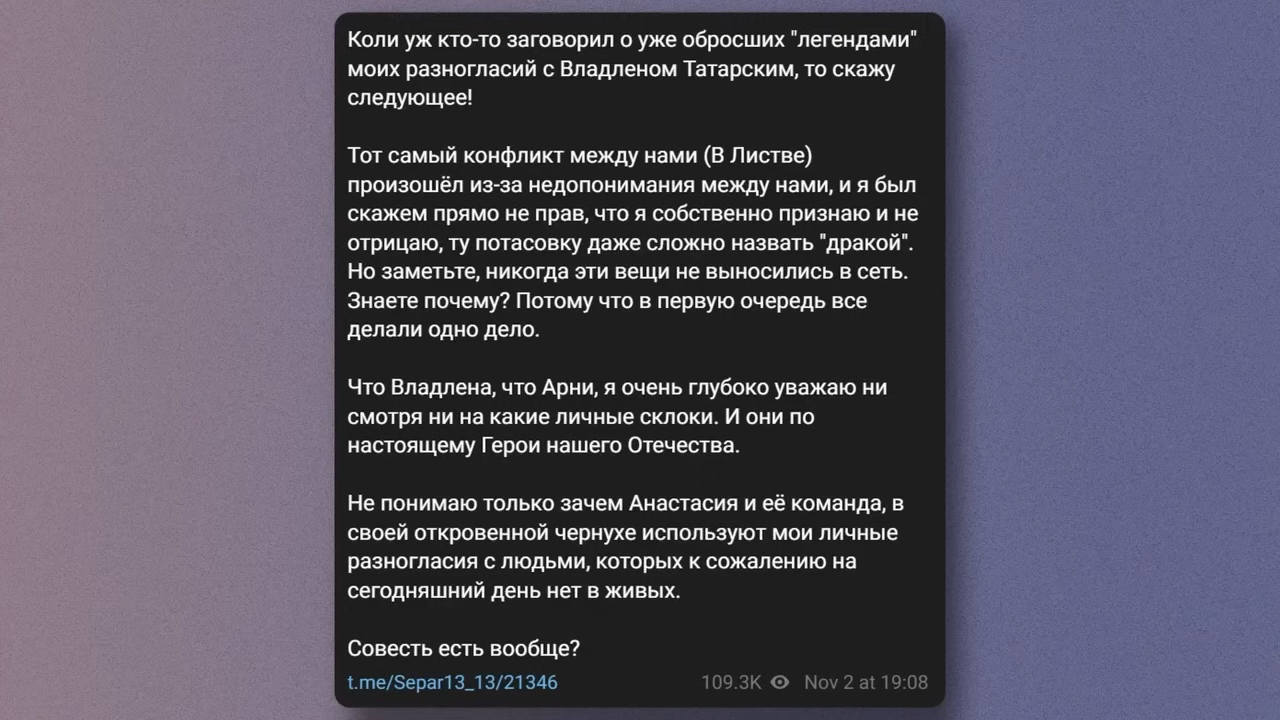 Коли уж кто-то заговорил о уже обросших "легендами"
моих разногласий с Владленом Татарским, то скажу
следующее!
Тот самый конфликт между нами (В Листве)
произошёл из-за недопонимания между нами, и я был
скажем прямо не прав, что я собственно признаю и не
отрицаю, ту потасовку даже сложно назвать "дракой".
Но заметьте, никогда эти вещи не выносились в сеть.
Знаете почему? Потому что в первую очередь все
делали одно дело.
Что Владлена, что Арни, я очень глубоко уважаю ни
смотря ни на какие личные склоки. И они по
настоящему Герои нашего Отечества.
Не понимаю только зачем Анастасия и её команда, в
своей откровенной чернухе используют мои личные
разногласия с людьми, которых к сожалению на
сегодняшний день нет в живых.
Совесть есть вообще?
t.me/Separ13_13/21346 109.3K Nov 2 at 19:08